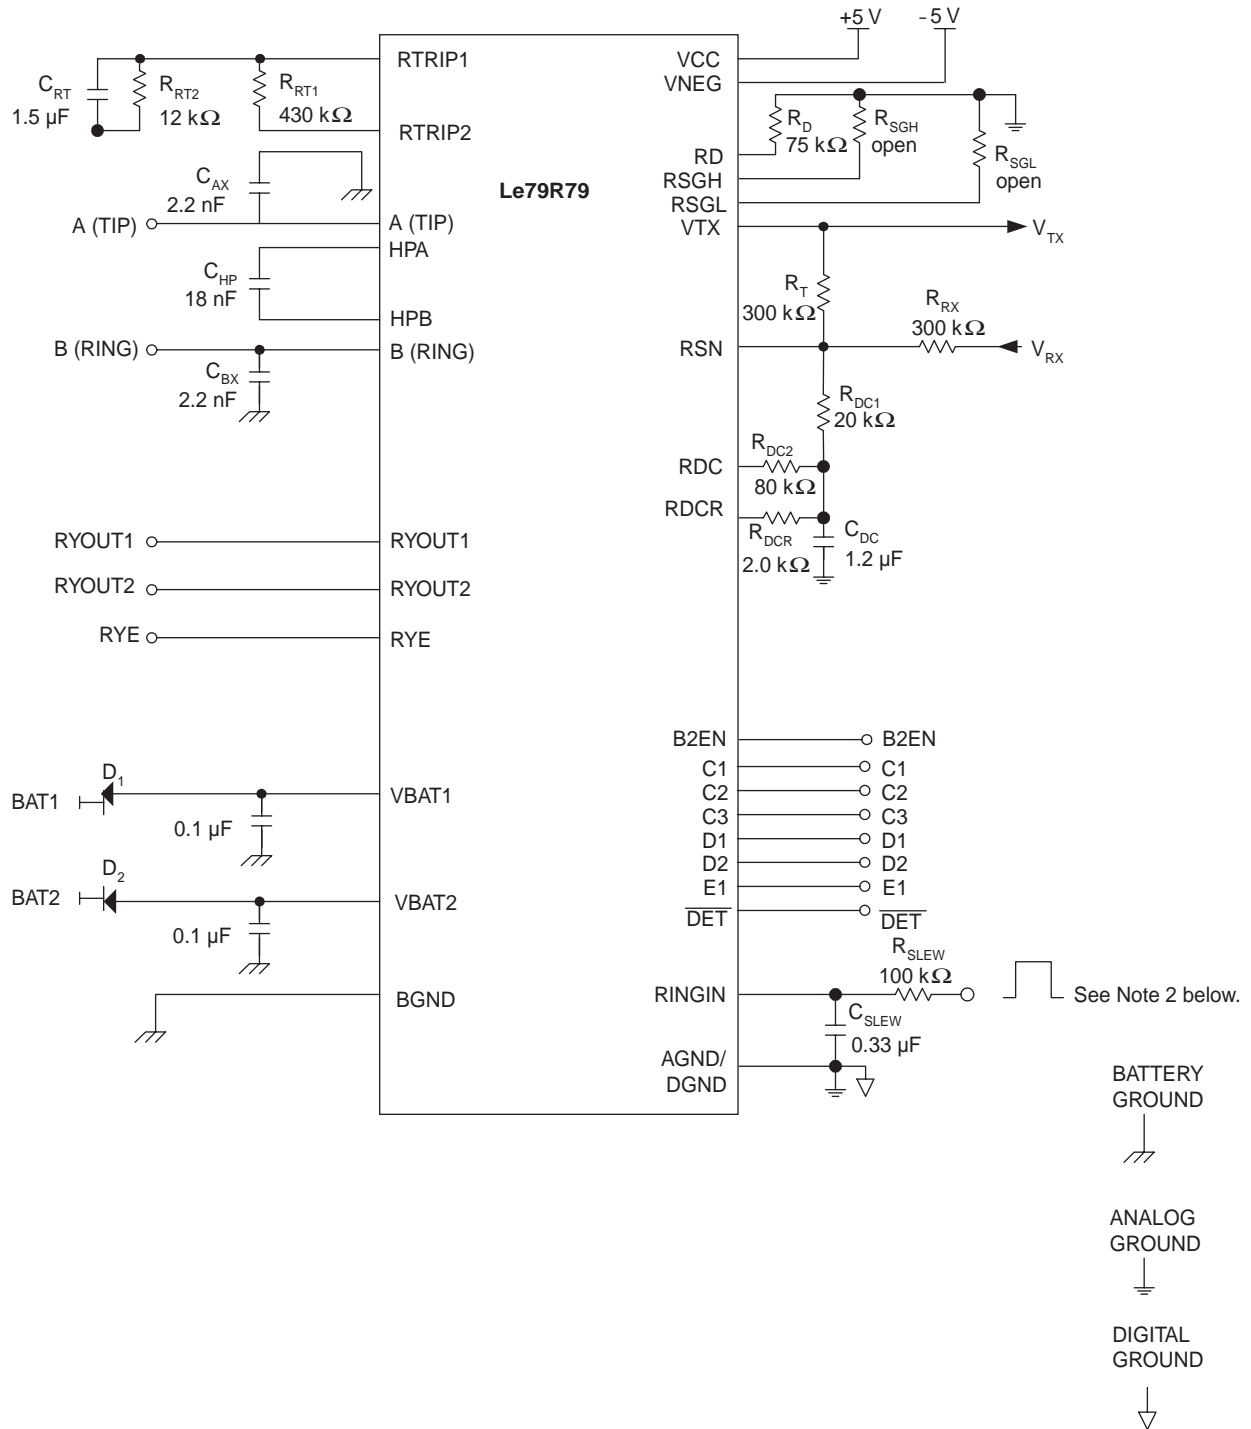 +5 V
-5 V
RTRIP1
VCC
VNEG
C_RT
1.5 µF
R_RT2
12 kΩ
R_RT1
430 kΩ
RTRIP2
R_D
75 kΩ
R_SGH
open
R_SGL
open
RD
RSGH
RSGL
Le79R79
C_AX
2.2 nF
A (TIP)
A (TIP)
VTX
V_TX
HPA
C_HP
18 nF
R_T
300 kΩ
R_RX
300 kΩ
HPB
B (RING)
B (RING)
RSN
V_RX
C_BX
2.2 nF
R_DC1
20 kΩ
R_DC2
RDC
80 kΩ
RDCR
R_DCR
2.0 kΩ
C_DC
1.2 µF
RYOUT1
RYOUT1
RYOUT2
RYOUT2
RYE
RYE
B2EN
B2EN
C1
C1
C2
C2
C3
C3
D1
D1
D2
D2
E1
E1
DET
DET
D_1
BAT1
VBAT1
0.1 µF
D_2
BAT2
VBAT2
0.1 µF
R_SLEW
100 kΩ
BGND
RINGIN
See Note 2 below.
C_SLEW
0.33 µF
AGND/
DGND
BATTERY
GROUND
ANALOG
GROUND
DIGITAL
GROUND